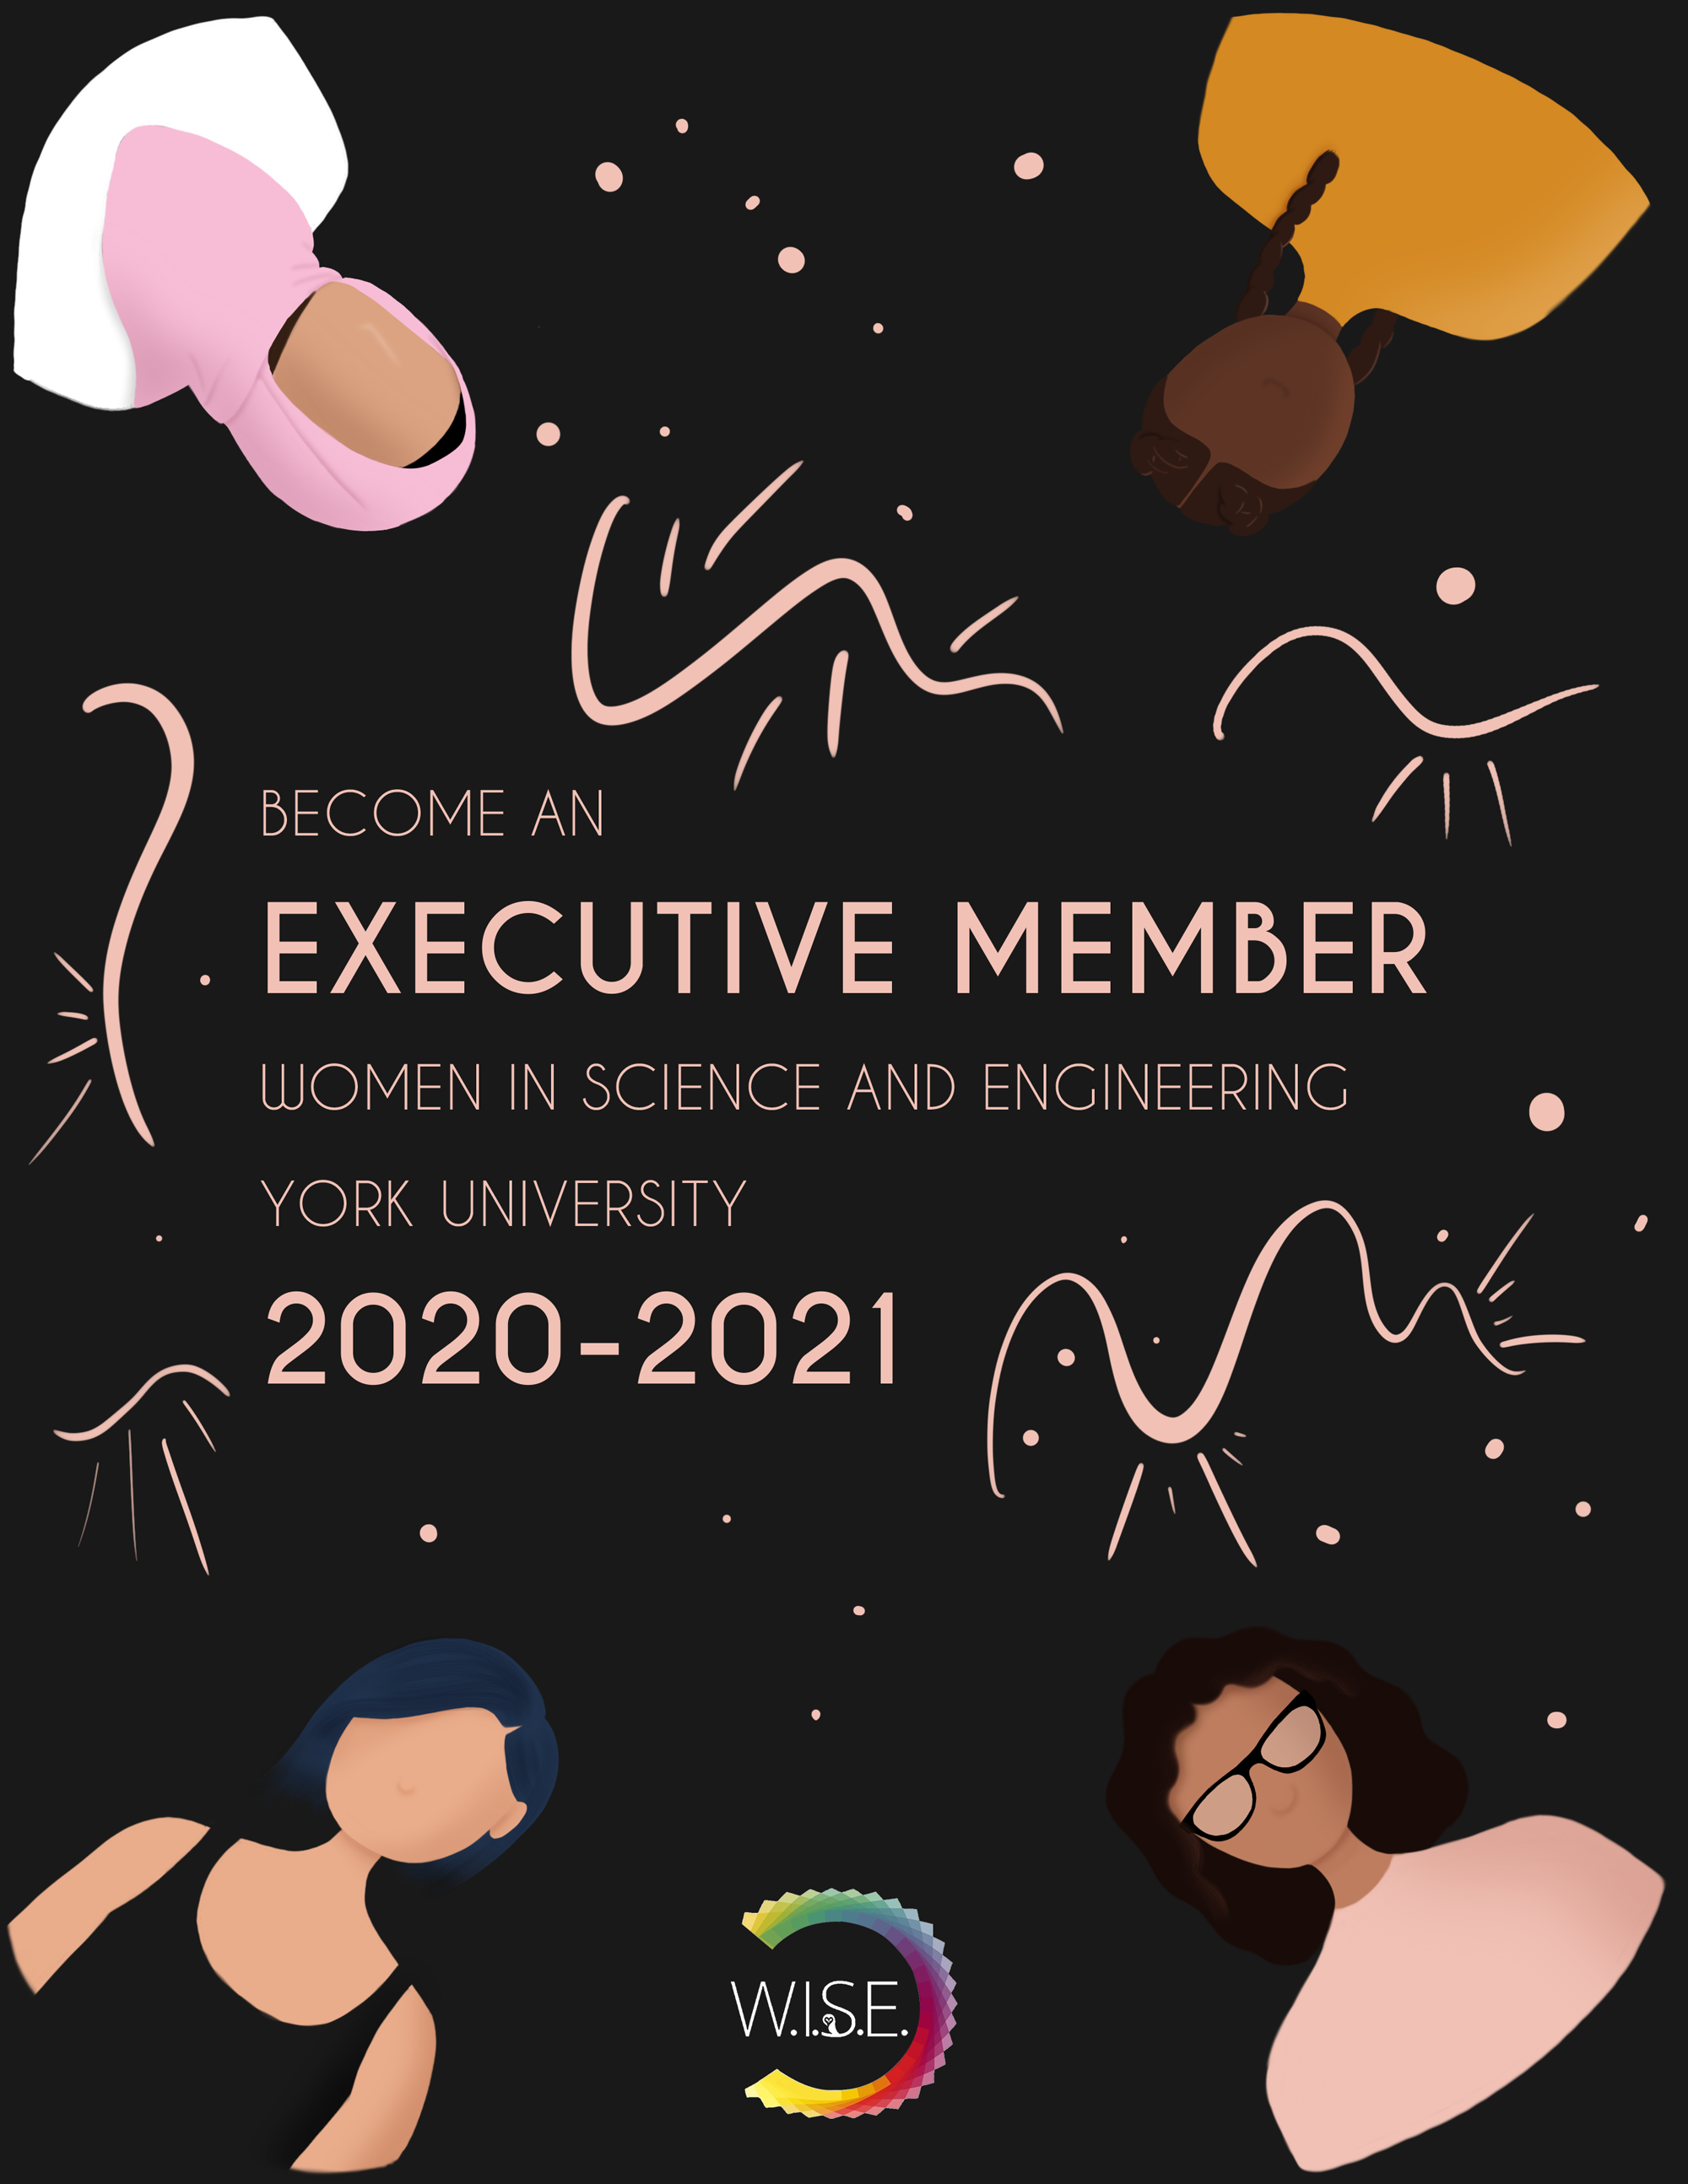 BECOME AN
EXECUTIVE MEMBER
WOMEN IN SCIENCE AND ENGINEERING
YORK UNIVERSITY
2020-2021
W.I.S.E.